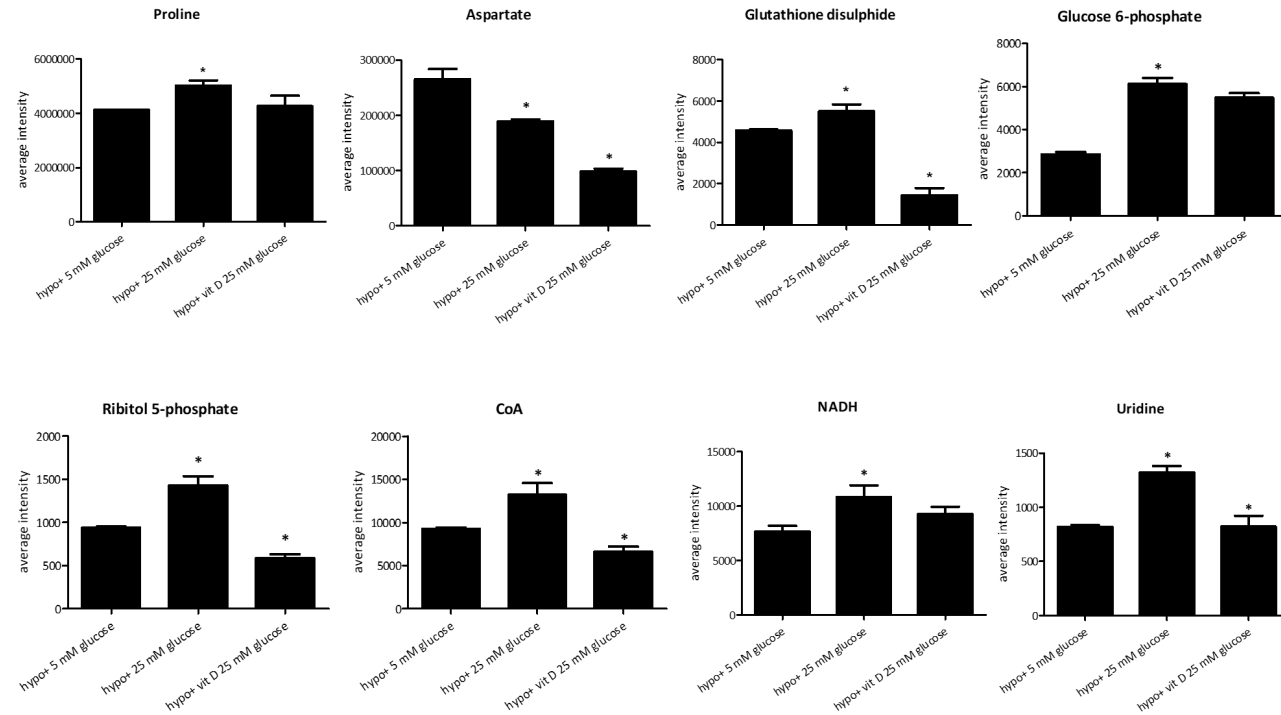 Proline
average intensity
6000000
4000000
2000000
0
*
hypo+ 5 mM glucose
hypo+ 25 mM glucose
hypo+ vit D 25 mM glucose
Aspartate
average intensity
300000
200000
100000
0
*
*
hypo+ 5 mM glucose
hypo+ 25 mM glucose
hypo+ vit D 25 mM glucose
Glutathione disulphide
average intensity
8000
6000
4000
2000
0
*
*
hypo+ 5 mM glucose
hypo+ 25 mM glucose
hypo+ vit D 25 mM glucose
Glucose 6-phosphate
average intensity
8000
6000
4000
2000
0
*
hypo+ 5 mM glucose
hypo+ 25 mM glucose
hypo+ vit D 25 mM glucose
Ribitol 5-phosphate
average intensity
2000
1500
1000
500
0
*
*
hypo+ 5 mM glucose
hypo+ 25 mM glucose
hypo+ vit D 25 mM glucose
CoA
average intensity
20000
15000
10000
5000
0
*
*
hypo+ 5 mM glucose
hypo+ 25 mM glucose
hypo+ vit D 25 mM glucose
NADH
average intensity
15000
10000
5000
0
*
hypo+ 5 mM glucose
hypo+ 25 mM glucose
hypo+ vit D 25 mM glucose
Uridine
average intensity
1500
1000
500
0
*
*
hypo+ 5 mM glucose
hypo+ 25 mM glucose
hypo+ vit D 25 mM glucose